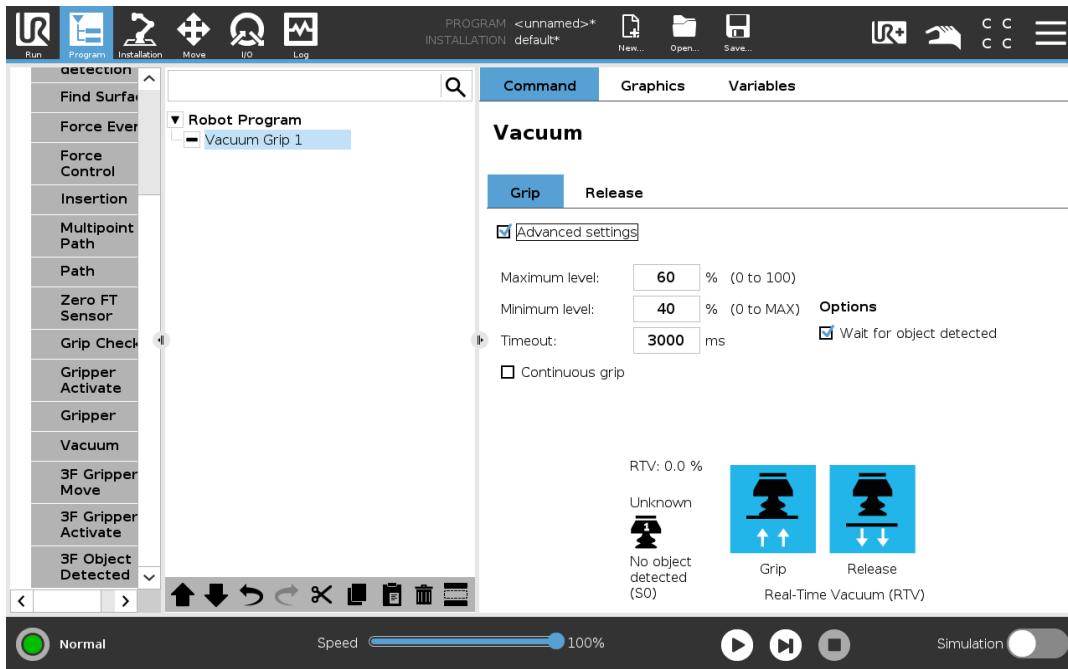 PROGRAM <unnamed>*
INSTALLATION default*
UR
UR+
C C
C C
Run
Program
Installation
Move
I/O
Log
New...
Open...
Save...
detection
Find Surfa
Force Ever
Force
Control
Insertion
Multipoint
Path
Path
Zero FT
Sensor
Grip Check
Gripper
Activate
Gripper
Vacuum
3F Gripper
Move
3F Gripper
Activate
3F Object
Detected
Robot Program
Vacuum Grip 1
Command Graphics Variables
Vacuum
Grip Release
Advanced settings
Maximum level: 60 % (0 to 100)
Minimum level: 40 % (0 to MAX)
Timeout: 3000 ms
Continuous grip
Options
Wait for object detected
RTV: 0.0 %
Unknown
1
No object
detected
(S0)
Grip Release
Real-Time Vacuum (RTV)
Normal
Speed 100%
Simulation